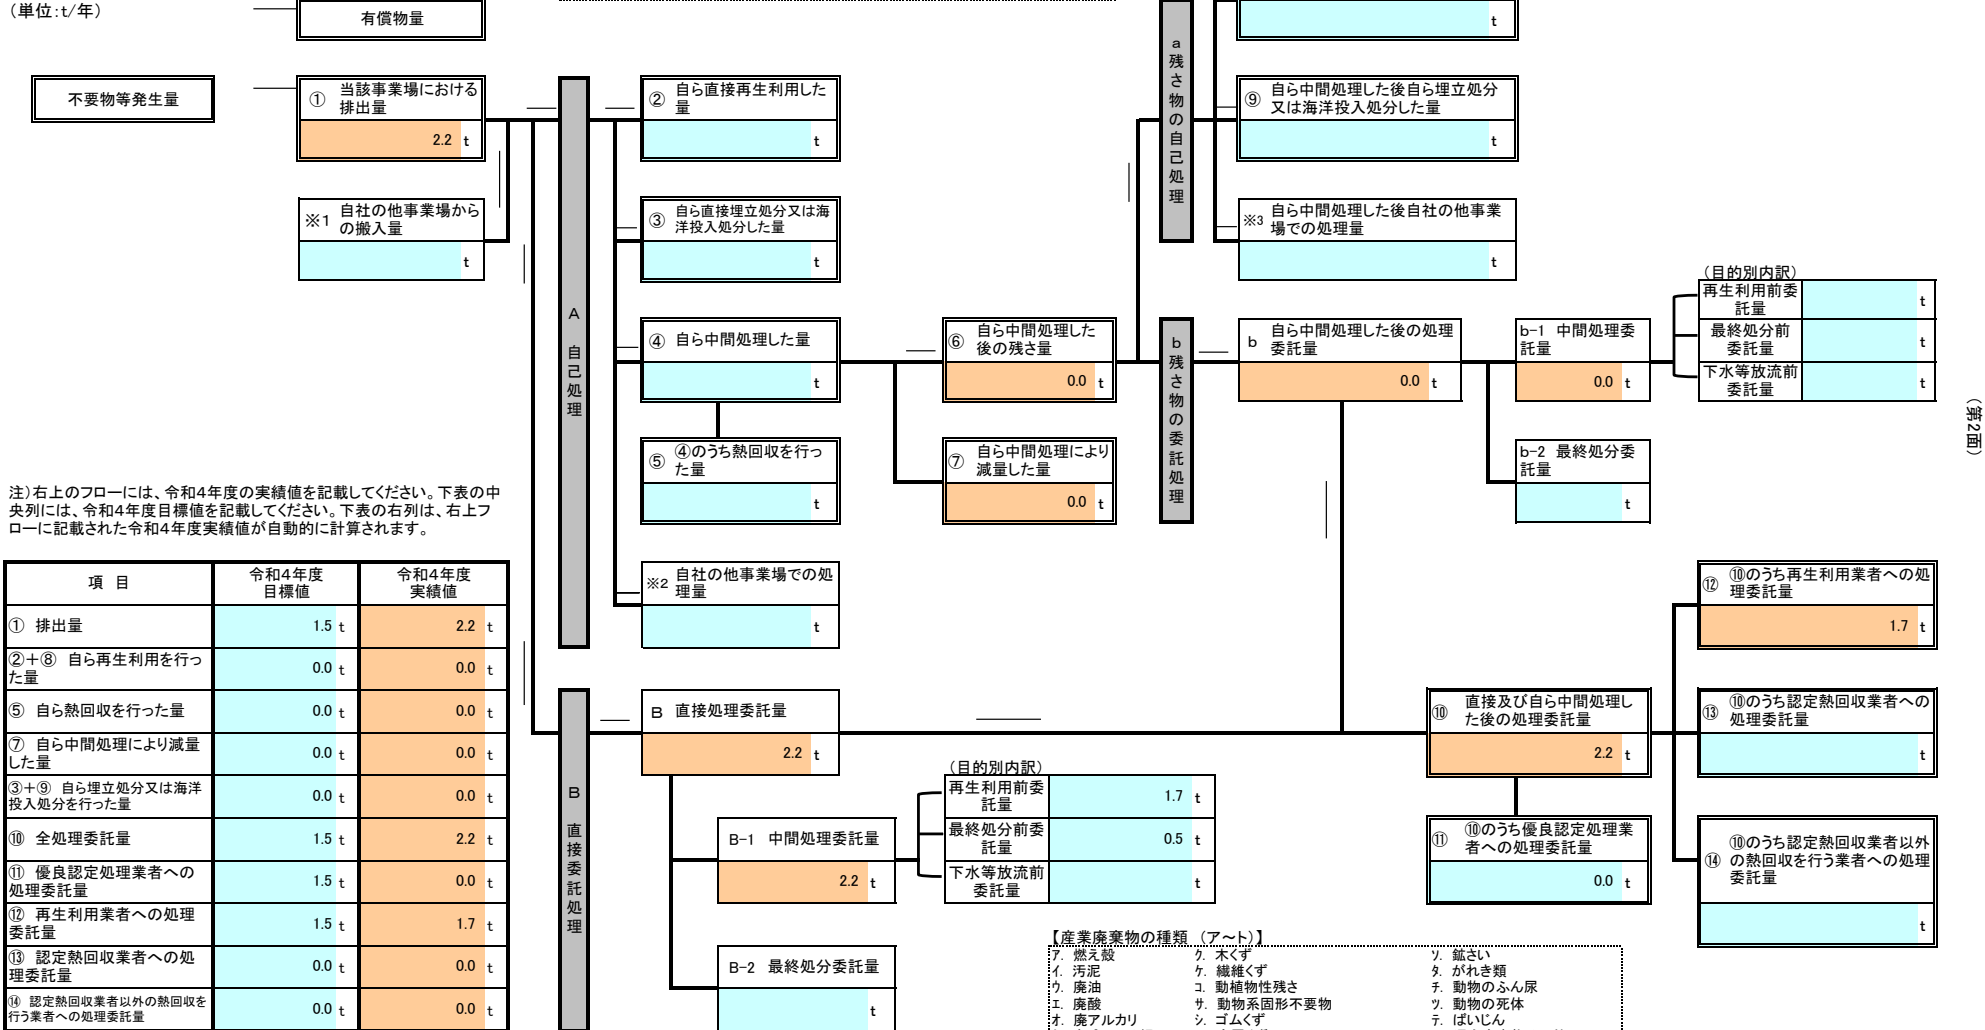 （単位:t/年）
有償物量
t
不要物等発生量
① 当該事業場における
排出量
2.2 t
※1 自社の他事業場から
の搬入量
t
A 自己処理
② 自ら直接再生利用した
量
t
③ 自ら直接埋立処分又は海
洋投入処分した量
t
④ 自ら中間処理した量
t
⑤ ④のうち熱回収を行っ
た量
t
※2 自社の他事業場での処
理量
t
⑥ 自ら中間処理した
後の残さ量
0.0 t
⑦ 自ら中間処理により
減量した量
0.0 t
a 残さ物の自己処理
⑨ 自ら中間処理した後自ら埋立処分
又は海洋投入処分した量
t
※3 自ら中間処理した後自社の他事業
場での処理量
t
b 残さ物の委託処理
b 自ら中間処理した後の処理
委託量
0.0 t
b-1 中間処理委
託量
0.0 t
b-2 最終処分委
託量
t
（目的別内訳）
再生利用前委
託量
t
最終処分前
委託量
t
下水等放流前
委託量
t
（第2面）
注）右上のフローには、令和4年度の実績値を記載してください。下表の中
央列には、令和4年度目標値を記載してください。下表の右列は、右上フ
ローに記載された令和4年度実績値が自動的に計算されます。
項 目 令和4年度
目標値 令和4年度
実績値
① 排出量 1.5 t 2.2 t
②＋⑧ 自ら再生利用を行っ
た量 0.0 t 0.0 t
⑤ 自ら熱回収を行った量 0.0 t 0.0 t
⑦ 自ら中間処理により減量
した量 0.0 t 0.0 t
③＋⑨ 自ら埋立処分又は海洋
投入処分を行った量 0.0 t 0.0 t
⑩ 全処理委託量 1.5 t 2.2 t
⑪ 優良認定処理業者への
処理委託量 1.5 t 0.0 t
⑫ 再生利用業者への処理
委託量 1.5 t 1.7 t
⑬ 認定熱回収業者への処
理委託量 0.0 t 0.0 t
⑭ 認定熱回収業者以外の熱回収を
行う業者への処理委託量 0.0 t 0.0 t
B 直接委託処理
B 直接処理委託量
2.2 t
B-1 中間処理委託量
2.2 t
B-2 最終処分委託量
t
（目的別内訳）
再生利用前委
託量 1.7 t
最終処分前委
託量 0.5 t
下水等放流前
委託量 t
⑩ 直接及び自ら中間処理し
た後の処理委託量
2.2 t
⑪ ⑩のうち優良認定処理業
者への処理委託量
0.0 t
⑫ ⑩のうち再生利用業者への処
理委託量
1.7 t
⑬ ⑩のうち認定熱回収業者への
処理委託量
t
⑭ ⑩のうち認定熱回収業者以外
の熱回収を行う業者への処理
委託量
t
【産業廃棄物の種類 （ア～ト）】
ア. 燃え殻 ク. 木くず ソ. 鉱さい
イ. 汚泥 ケ. 繊維くず タ. がれき類
ウ. 廃油 コ. 動植物性残さ チ. 動物のふん尿
エ. 廃酸 サ. 動物系固形不要物 ツ. 動物の死体
オ. 廃アルカリ シ. ゴムくず テ. ばいじん